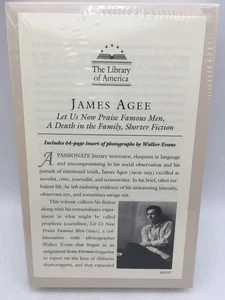 The Library
of America
JAMES AGEE
Let Us Now Praise Famous Men,
A Death in the Family, Shorter Fiction
Includes 64-page insert of photographs by Walker Evans
A PASSIONATE literary innovator, eloquent in language
and uncompromising in his social observation and his
pursuit of emotional truth, James Agee (1909-1955) excelled as
novelist, critic, journalist, and screenwriter. In his brief, often tur-
bulent life, he left enduring evidence of his unwavering intensity,
observant eye, and sometimes savage wit.
This volume collects his fiction
along with his extraordinary exper-
iment in what might be called
prophetic journalism, Let Us Now
Praise Famous Men (1941), a col-
laboration with photographer
Walker Evans that began as an
assignment from Fortune magazine
to report on the lives of Alabama
sharecroppers, and that expanded